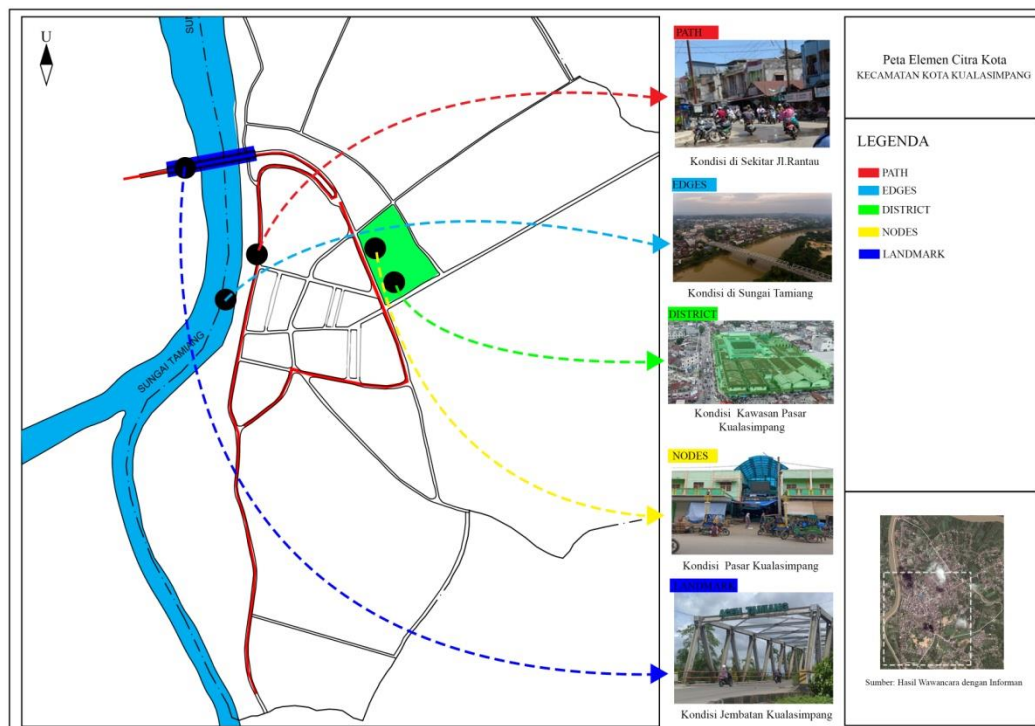 U
SUN
SUNGAI TAMIANG
PATH
Kondisi di Sekitar Jl.Rantau
EDGES
Kondisi di Sungai Tamiang
DISTRICT
Kondisi Kawasan Pasar
Kualasimpang
NODES
Kondisi Pasar Kualasimpang
LANDMARK
Kondisi Jembatan Kualasimpang
Peta Elemen Citra Kota
KECAMATAN KOTA KUALASIMPANG
LEGENDA
PATH
EDGES
DISTRICT
NODES
LANDMARK
Sumber: Hasil Wawancara dengan Informan